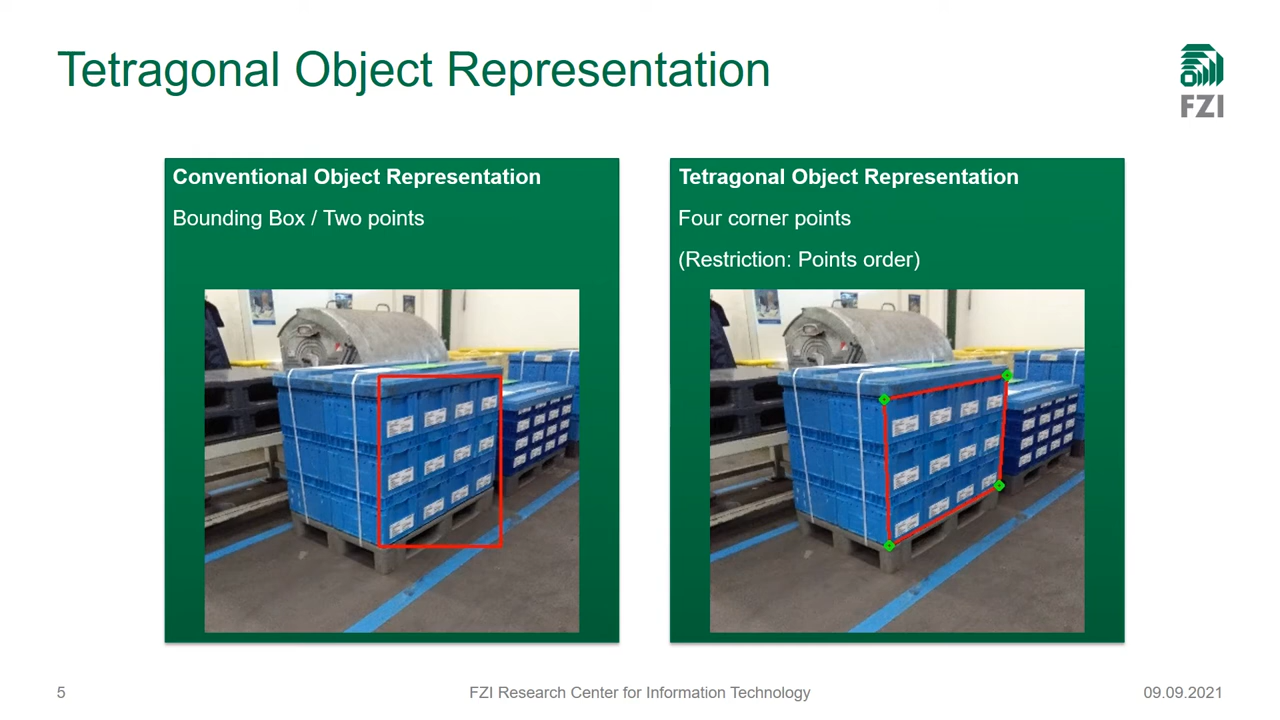 Tetragonal Object Representation
FZI
Conventional Object Representation
Bounding Box / Two points
Tetragonal Object Representation
Four corner points
(Restriction: Points order)
5
FZI Research Center for Information Technology
09.09.2021